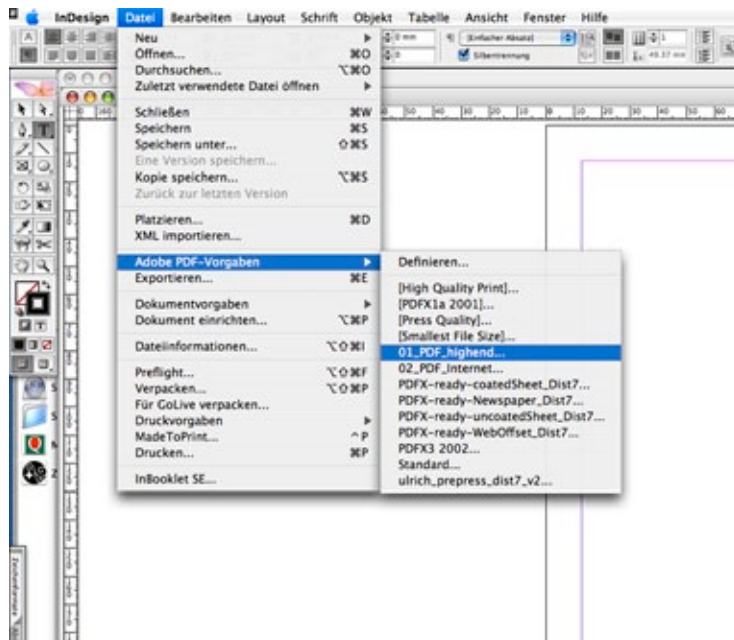 InDesign Datei Bearbeiten Layout Schrift Objekt Tabelle Ansicht Fenster Hilfe
Neu
Öffnen... ⌘O
Durchsuchen... ⌥⌘O
Zuletzt verwendete Datei öffnen
Schließen ⌘W
Speichern ⌘S
Speichern unter... ⇧⌘S
Eine Version speichern...
Kopie speichern... ⌥⌘S
Zurück zur letzten Version
Platzieren... ⌘D
XML importieren...
Adobe PDF-Vorgaben
Exportieren... ⌘E
Dokumentvorgaben
Dokument einrichten... ⌥⌘P
Dateiinformationen... ⌥⇧⌘I
Preflight... ⌥⇧⌘F
Verpacken... ⌥⇧⌘P
Für GoLive verpacken...
Druckvorgaben
MadeToPrint... ^P
Drucken... ⌘P
InBooklet SE...
Definieren...
[High Quality Print]...
[PDFX1a 2001]...
[Press Quality]...
[Smallest File Size]...
01_PDF_highend...
02_PDF_Internet...
PDFX-ready-coatedSheet_Dist7...
PDFX-ready-Newspaper_Dist7...
PDFX-ready-uncoatedSheet_Dist7...
PDFX-ready-WebOffset_Dist7...
PDFX3 2002...
Standard...
ulrich_prepress_dist7_v2...
[Einfacher Absatz]
Silbentrennung